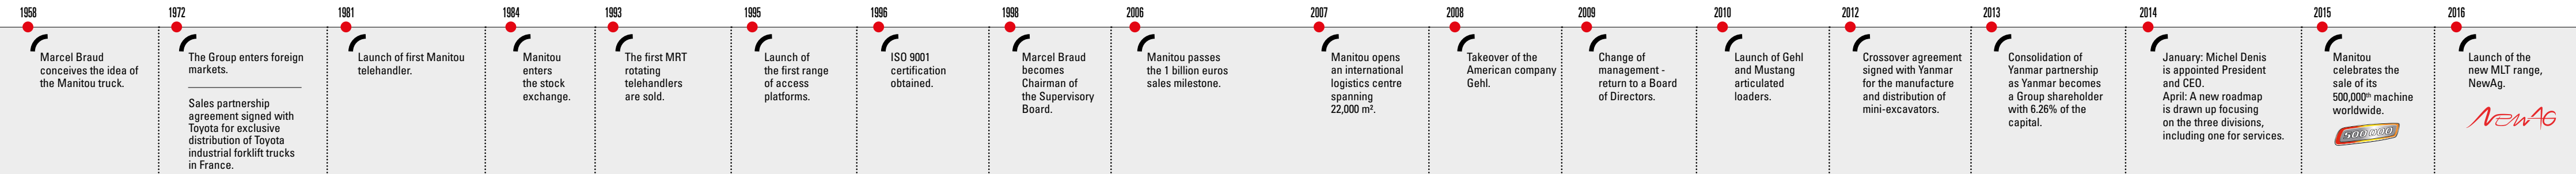 1958
Marcel Braud
conceives the idea of
the Manitou truck.
1972
The Group enters foreign
markets.
Sales partnership
agreement signed with
Toyota for exclusive
distribution of Toyota
industrial forklift trucks
in France.
1981
Launch of first Manitou
telehandler.
1984
Manitou
enters
the stock
exchange.
1993
The first MRT
rotating
telehandlers
are sold.
1995
Launch of
the first range
of access
platforms.
1996
ISO 9001
certification
obtained.
1998
Marcel Braud
becomes
Chairman of
the Supervisory
Board.
2006
Manitou passes
the 1 billion euros
sales milestone.
2007
Manitou opens
an international
logistics centre
spanning
22,000 m².
2008
Takeover of the
American company
Gehl.
2009
Change of
management -
return to a Board
of Directors.
2010
Launch of Gehl
and Mustang
articulated
loaders.
2012
Crossover agreement
signed with Yanmar
for the manufacture
and distribution of
mini-excavators.
2013
Consolidation of
Yanmar partnership
as Yanmar becomes
a Group shareholder
with 6.26% of the
capital.
2014
January: Michel Denis
is appointed President
and CEO.
April: A new roadmap
is drawn up focusing
on the three divisions,
including one for services.
2015
Manitou
celebrates the
sale of its
500,000th machine
worldwide.
500 000
2016
Launch of the
new MLT range,
NewAg.
NewAG